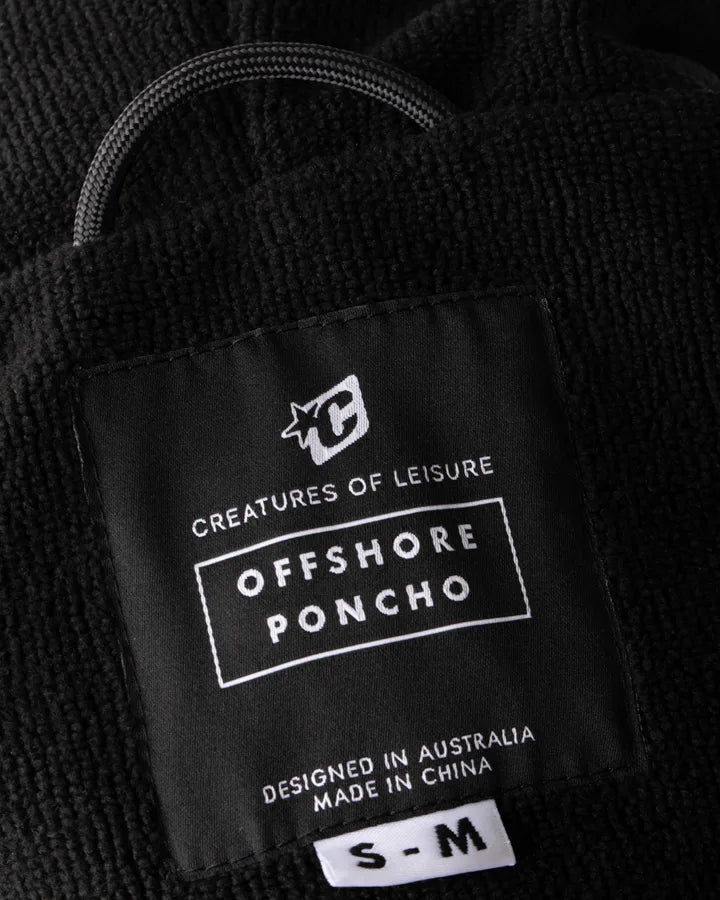 C
CREATURES OF LEISURE
OFFSHORE
PONCHO
DESIGNED IN AUSTRALIA
MADE IN CHINA
S - M